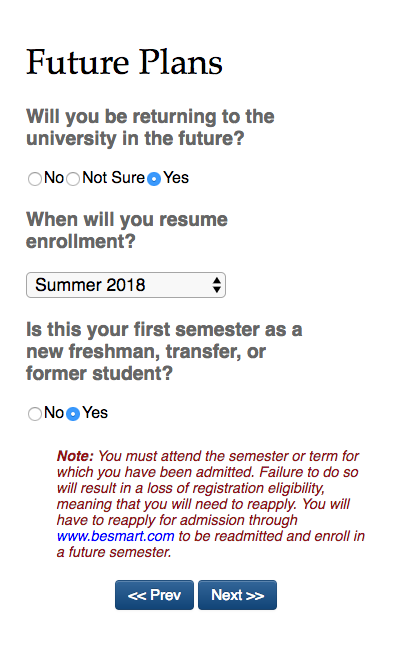 Future Plans
Will you be returning to the
university in the future?
No Not Sure Yes
When will you resume
enrollment?
Summer 2018
Is this your first semester as a
new freshman, transfer, or
former student?
No Yes
Note: You must attend the semester or term for
which you have been admitted. Failure to do so
will result in a loss of registration eligibility,
meaning that you will need to reapply. You will
have to reapply for admission through
www.besmart.com to be readmitted and enroll in
a future semester.
<< Prev Next >>